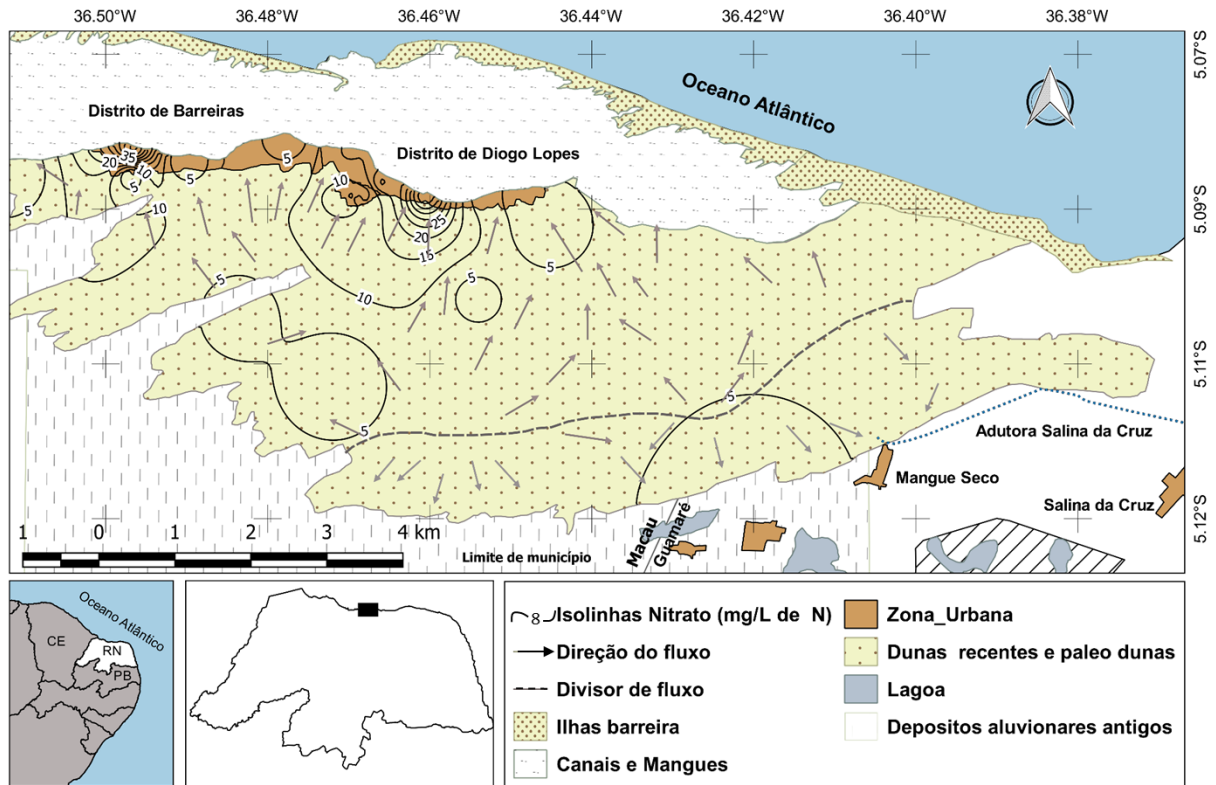 36.50°W 36.48°W 36.46°W 36.44°W 36.42°W 36.40°W 36.38°W
5.07°S
Oceano Atlântico
Distrito de Barreiras
Distrito de Diogo Lopes
20 35 10 5 5 5 10
5 10 25 20 15 5
5.09°S
5 10 5
5.11°S
5 5
Adutora Salina da Cruz
Mangue Seco
Salina da Cruz
5.12°S
Macau
Guamaré
1 0 1 2 3 4 km
Limite de município
Oceano Atlântico
CE
RN
PB
8 Isolinhas Nitrato (mg/L de N)
Direção do fluxo
Divisor de fluxo
Ilhas barreira
Canais e Mangues
Zona_Urbana
Dunas recentes e paleo dunas
Lagoa
Depositos aluvionares antigos